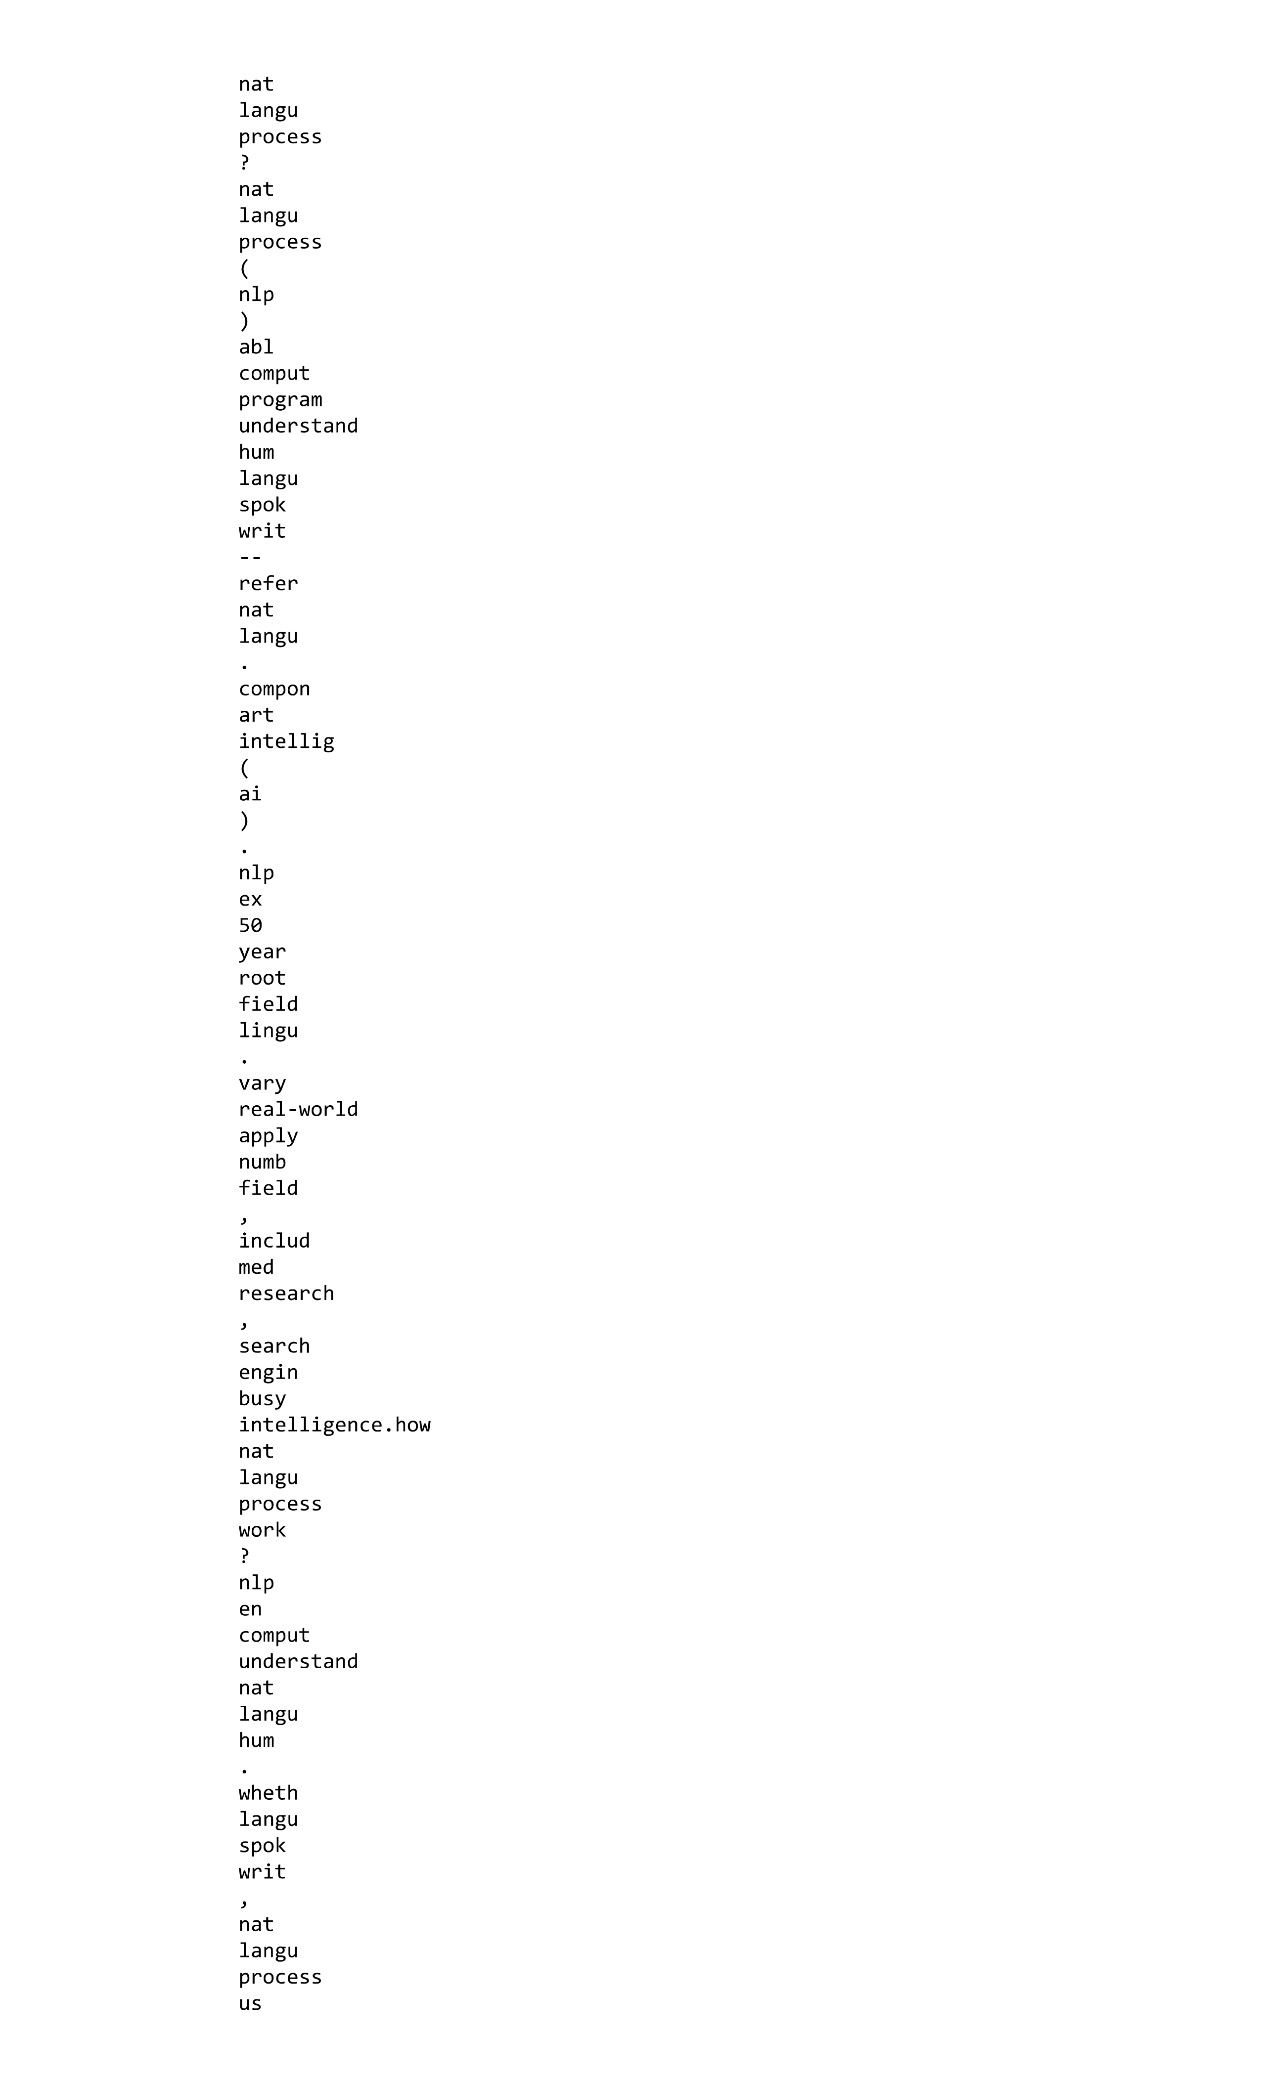 nat
langu
process
?
nat
langu
process
(
nlp
)
abl
comput
program
understand
hum
langu
spok
writ
--
refer
nat
langu
.
compon
art
intellig
(
ai
)
.
nlp
ex
50
year
root
field
lingu
.
vary
real-world
apply
numb
field
,
includ
med
research
,
search
engin
busy
intelligence.how
nat
langu
process
work
?
nlp
en
comput
understand
nat
langu
hum
.
wheth
langu
spok
writ
,
nat
langu
process
us